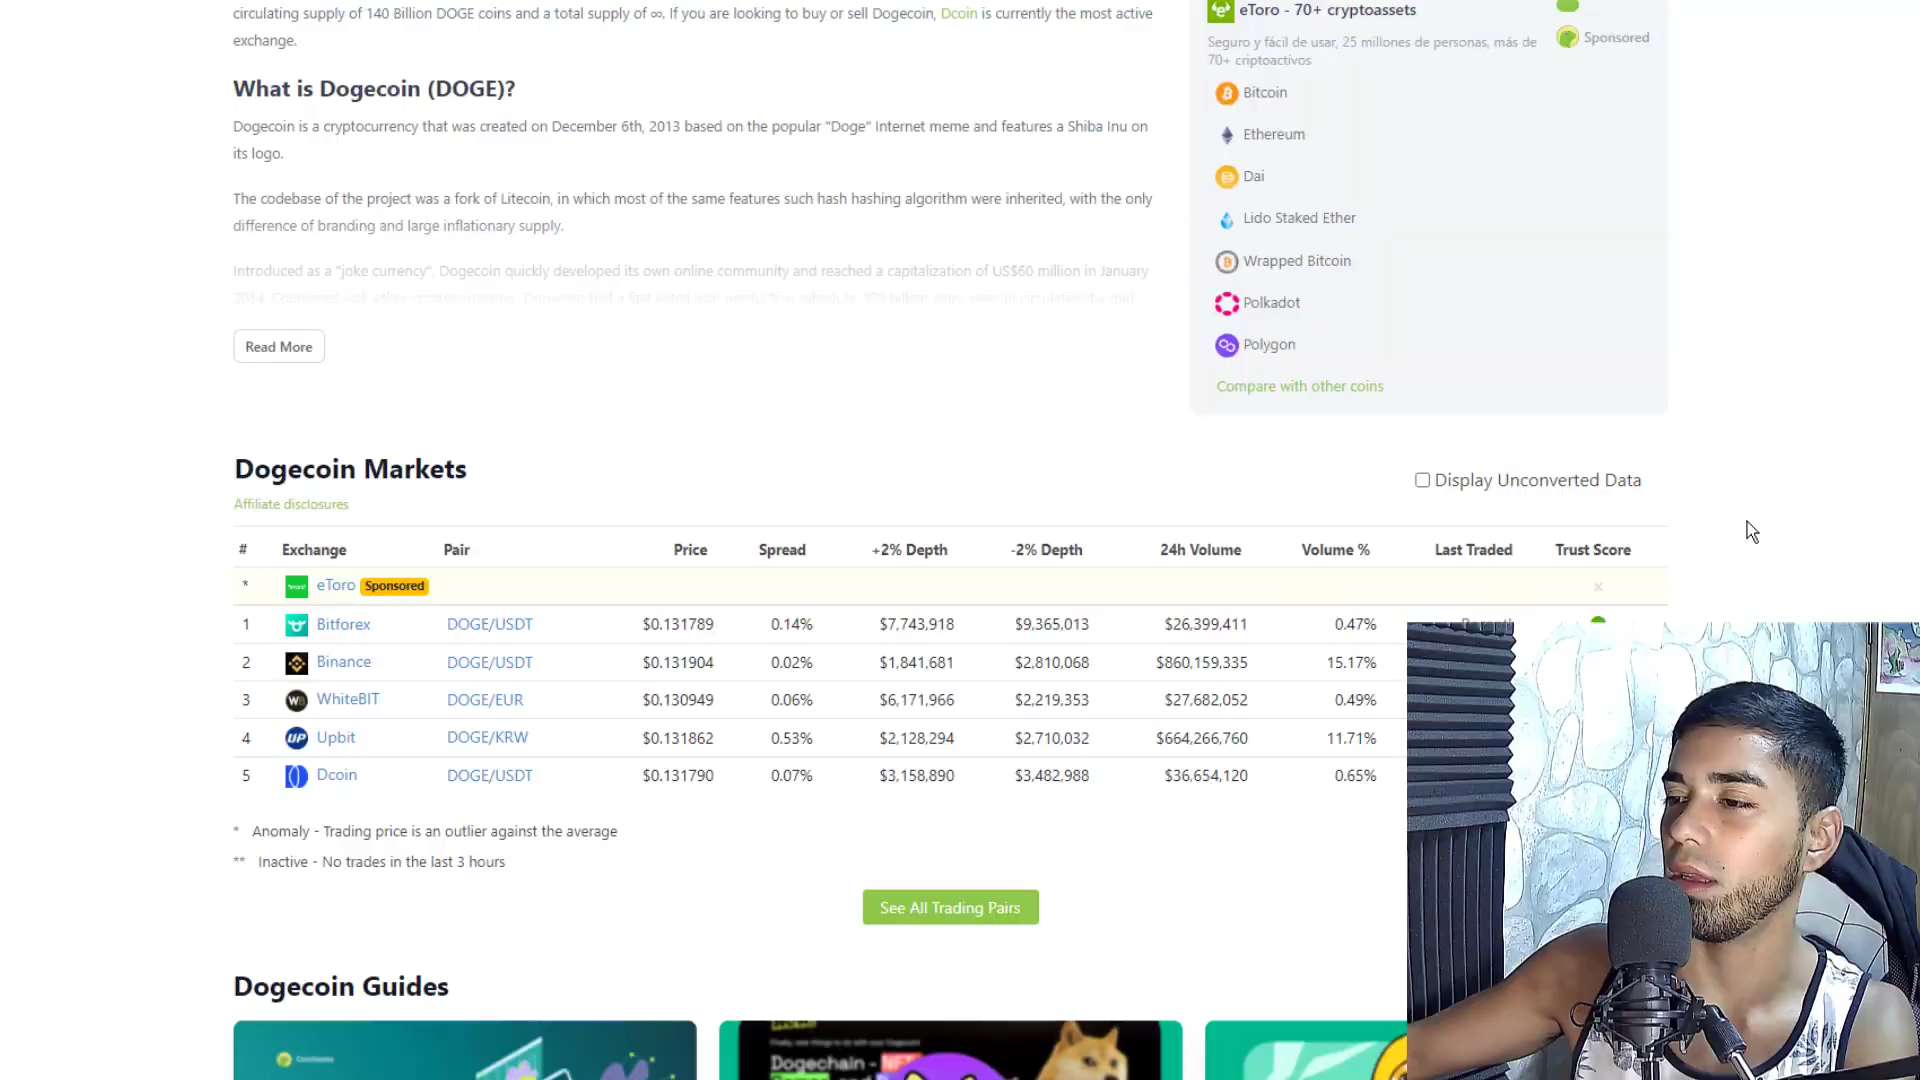 circulating supply of 140 Billion DOGE coins and a total supply of ∞. If you are looking to buy or sell Dogecoin, Dcoin is currently the most active
exchange.
What is Dogecoin (DOGE)?
Dogecoin is a cryptocurrency that was created on December 6th, 2013 based on the popular "Doge" Internet meme and features a Shiba Inu on
its logo.
The codebase of the project was a fork of Litecoin, in which most of the same features such hash hashing algorithm were inherited, with the only
difference of branding and large inflationary supply.
Introduced as a "joke currency", Dogecoin quickly developed its own online community and reached a capitalization of US$60 million in January
Read More
eToro - 70+ cryptoassets
Seguro y fácil de usar, 25 millones de personas, más de
70+ criptoactivos
Sponsored
Bitcoin
Ethereum
Dai
Lido Staked Ether
Wrapped Bitcoin
Polkadot
Polygon
Compare with other coins
Dogecoin Markets
Affiliate disclosures
Display Unconverted Data
# Exchange Pair Price Spread +2% Depth -2% Depth 24h Volume Volume % Last Traded Trust Score
* eToro Sponsored
1 Bitforex DOGE/USDT $0.131789 0.14% $7,743,918 $9,365,013 $26,399,411 0.47%
2 Binance DOGE/USDT $0.131904 0.02% $1,841,681 $2,810,068 $860,159,335 15.17%
3 WhiteBIT DOGE/EUR $0.130949 0.06% $6,171,966 $2,219,353 $27,682,052 0.49%
4 Upbit DOGE/KRW $0.131862 0.53% $2,128,294 $2,710,032 $664,266,760 11.71%
5 Dcoin DOGE/USDT $0.131790 0.07% $3,158,890 $3,482,988 $36,654,120 0.65%
* Anomaly - Trading price is an outlier against the average
** Inactive - No trades in the last 3 hours
See All Trading Pairs
Dogecoin Guides
Dogechain -